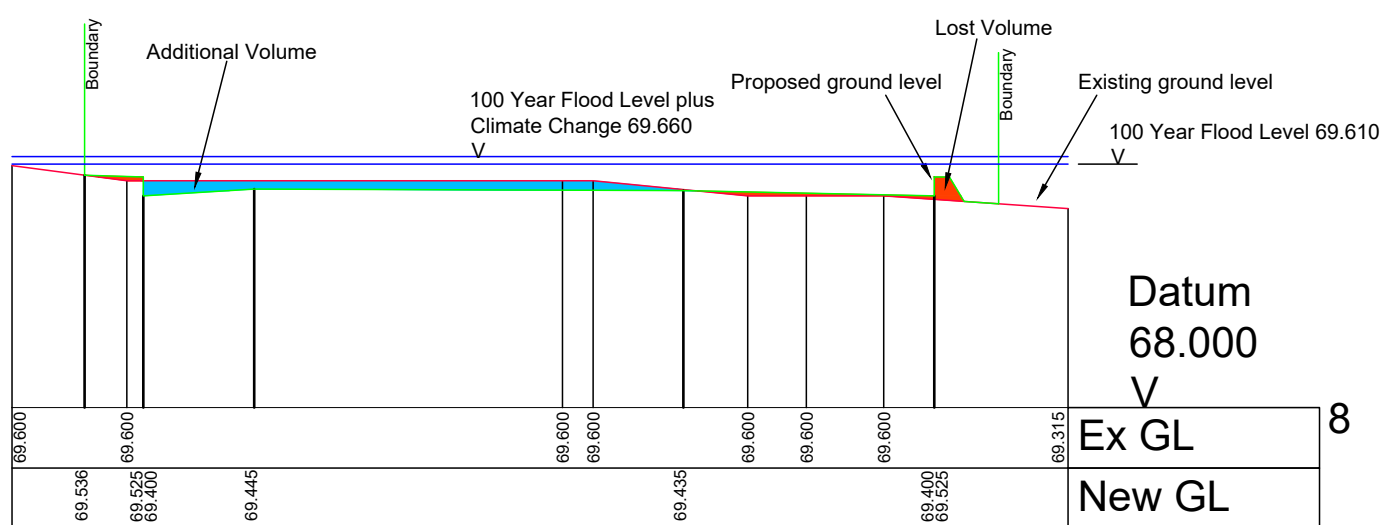 Boundary
Additional Volume
100 Year Flood Level plus
Climate Change 69.660
V
Lost Volume
Proposed ground level
Boundary
Existing ground level
100 Year Flood Level 69.610
V
Datum
68.000
V
8
69.600
69.600
69.600
69.600
69.600
69.600
69.600
69.315
Ex GL
69.536
69.525
69.400
69.445
69.435
69.400
69.525
New GL